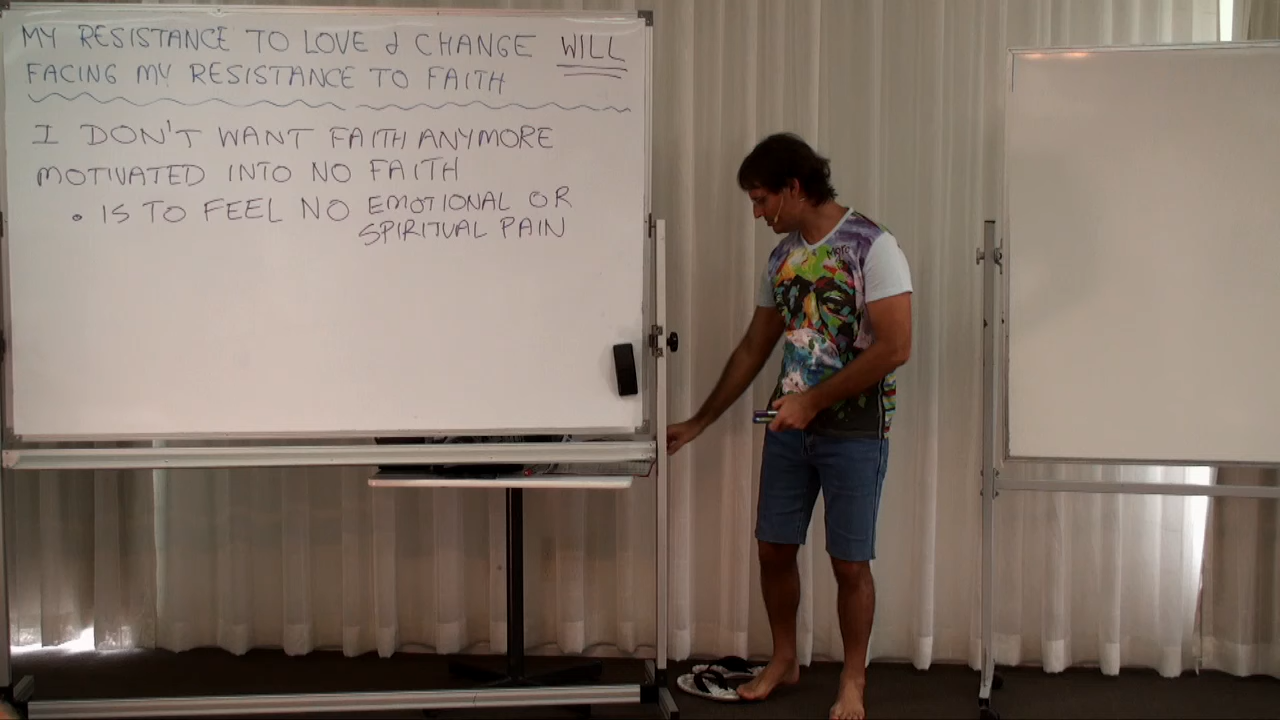 MY RESISTANCE TO LOVE & CHANGE WILL
FACING MY RESISTANCE TO FAITH
I DON'T WANT FAITH ANYMORE
MOTIVATED INTO NO FAITH
• IS TO FEEL NO EMOTIONAL OR
SPIRITUAL PAIN